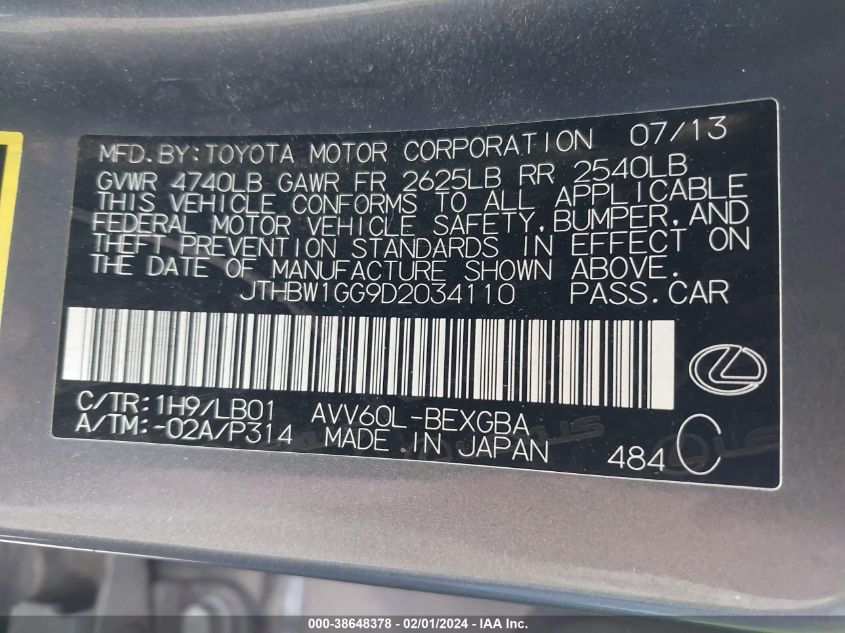 MFD.BY:TOYOTA MOTOR CORPORATION 07/13
GVWR 4740LB GAWR FR 2625LB RR 2540LB
THIS VEHICLE CONFORMS TO ALL APPLICABLE
FEDERAL MOTOR VEHICLE SAFETY,BUMPER,AND
THEFT PREVENTION STANDARDS IN EFFECT ON
THE DATE OF MANUFACTURE SHOWN ABOVE.
JTHBW1GG9D2034110 PASS.CAR
C/TR:1H9/LB01 AVV60L-BEXGBA
A/TM:-02A/P314 MADE IN JAPAN 484 C
000-38648378 - 02/01/2024 - IAA Inc.